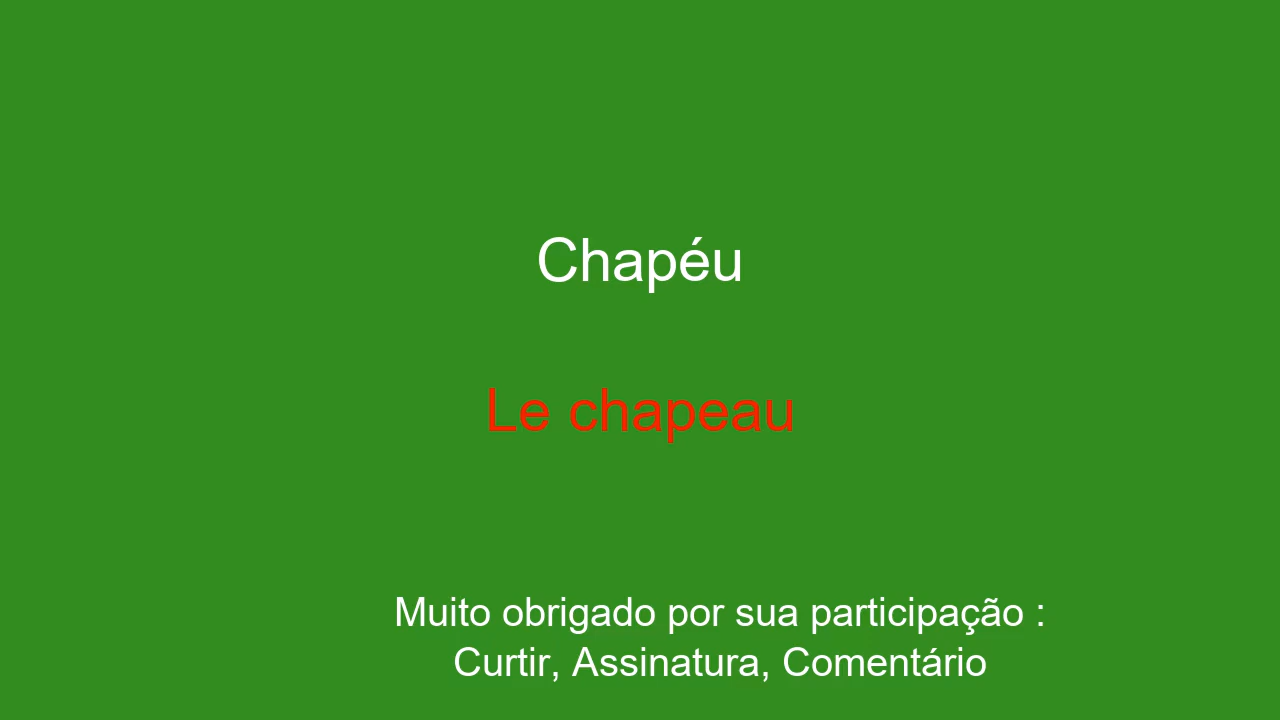 Chapéu
Le chapeau
Muito obrigado por sua participação :
Curtir, Assinatura, Comentário